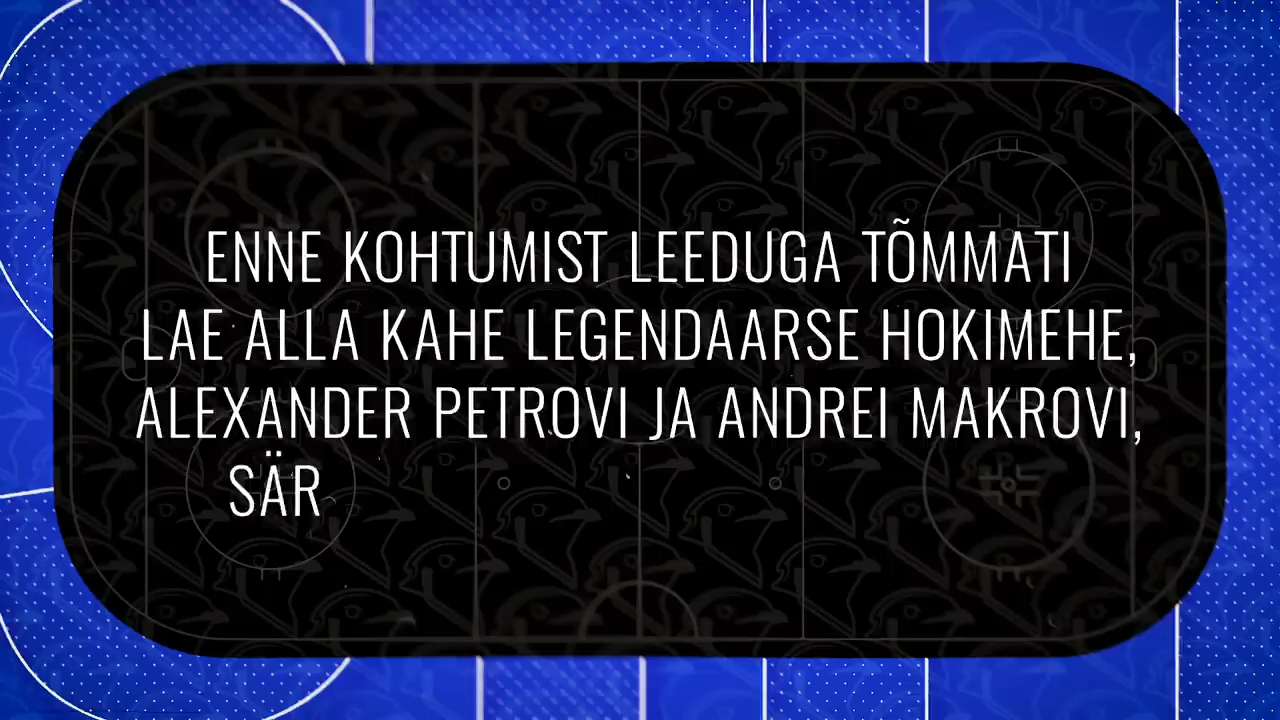 ENNE KOHTUMIST LEEDUGA TÕMMATI
LAE ALLA KAHE LEGENDAARSE HOKIMEHE,
ALEXANDER PETROVI JA ANDREI MAKROVI,
SÄR